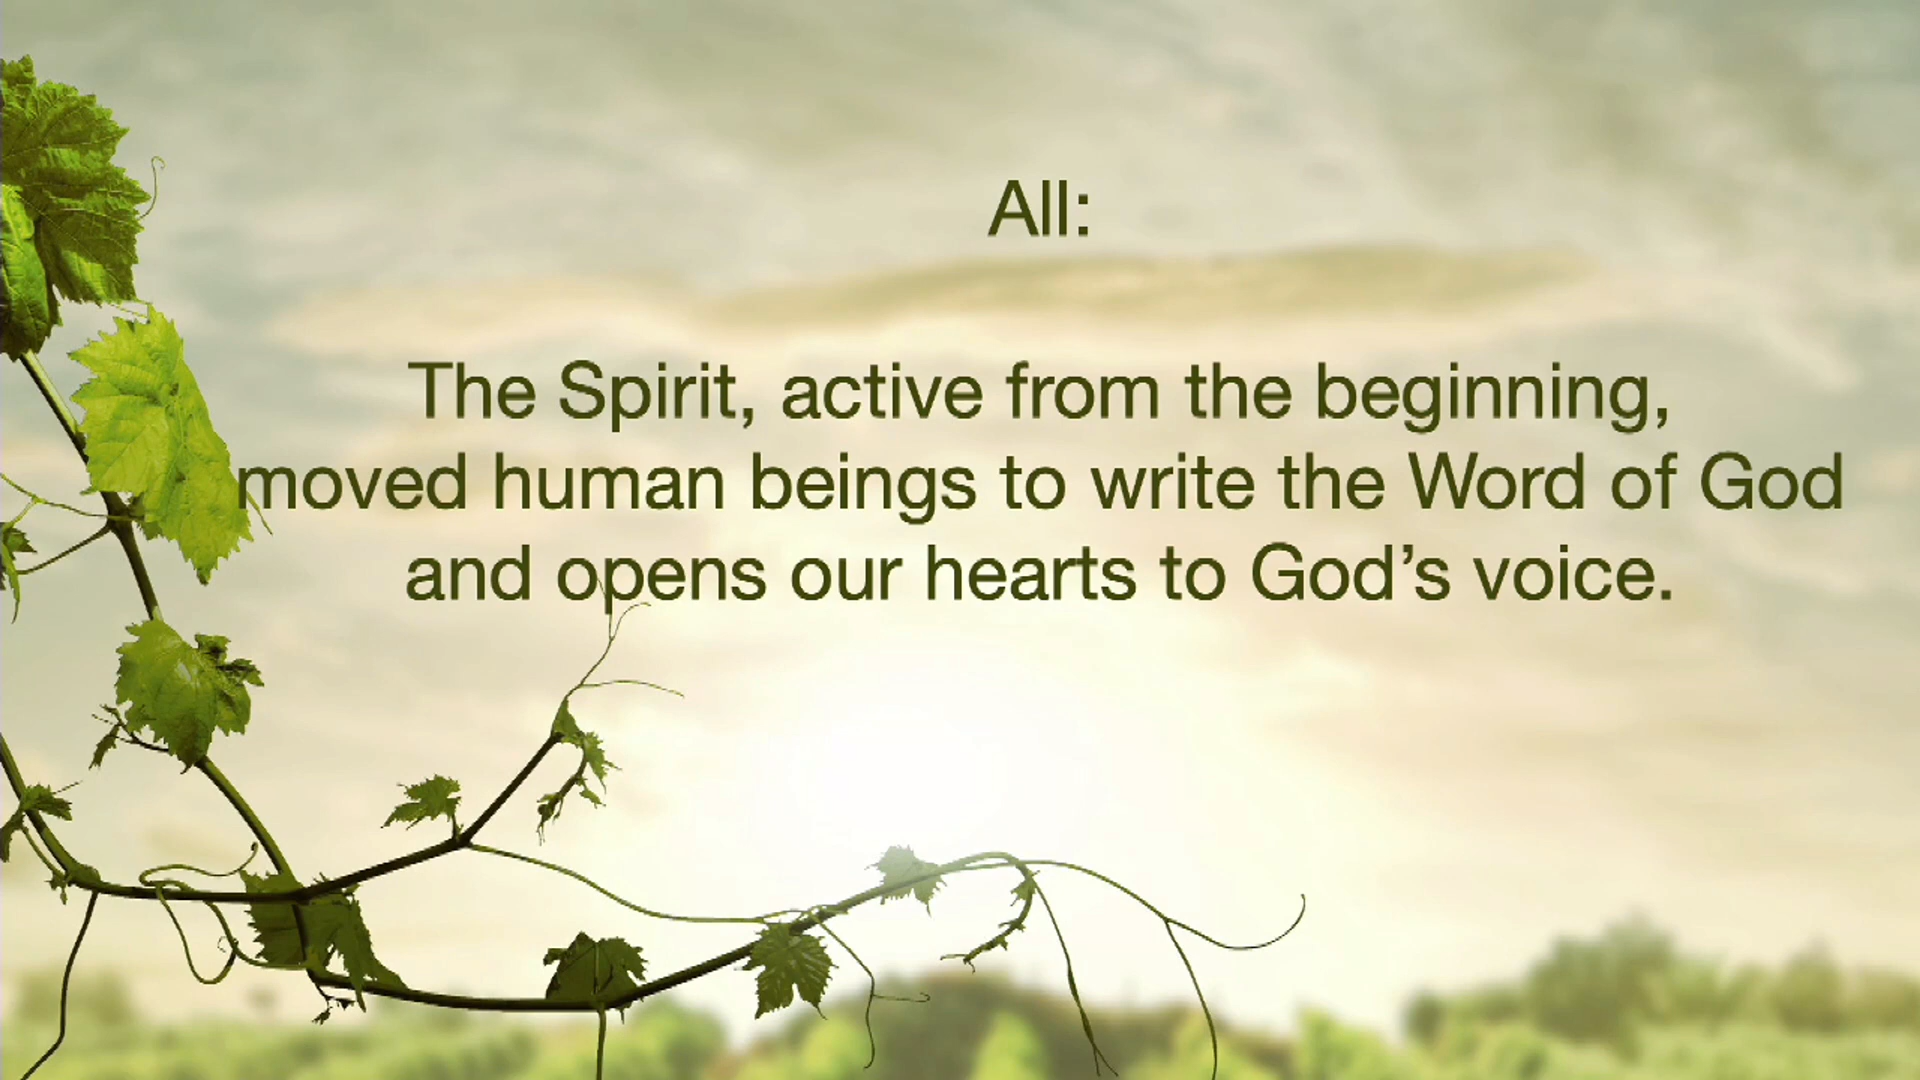 All:
The Spirit, active from the beginning,
moved human beings to write the Word of God
and opens our hearts to God’s voice.